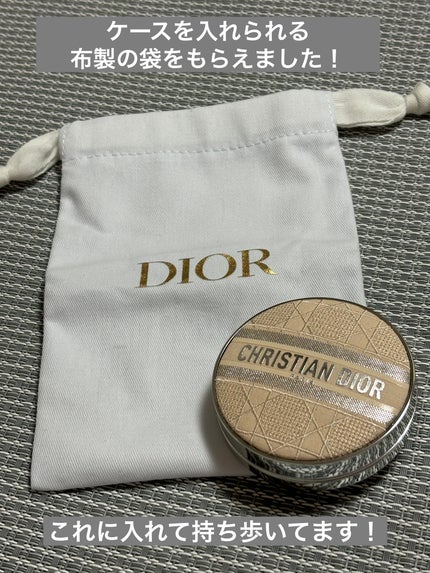 ケースを入れられる
布製の袋をもらえました！
DIOR
CHRISTIAN DIOR
これに入れて持ち歩いてます！